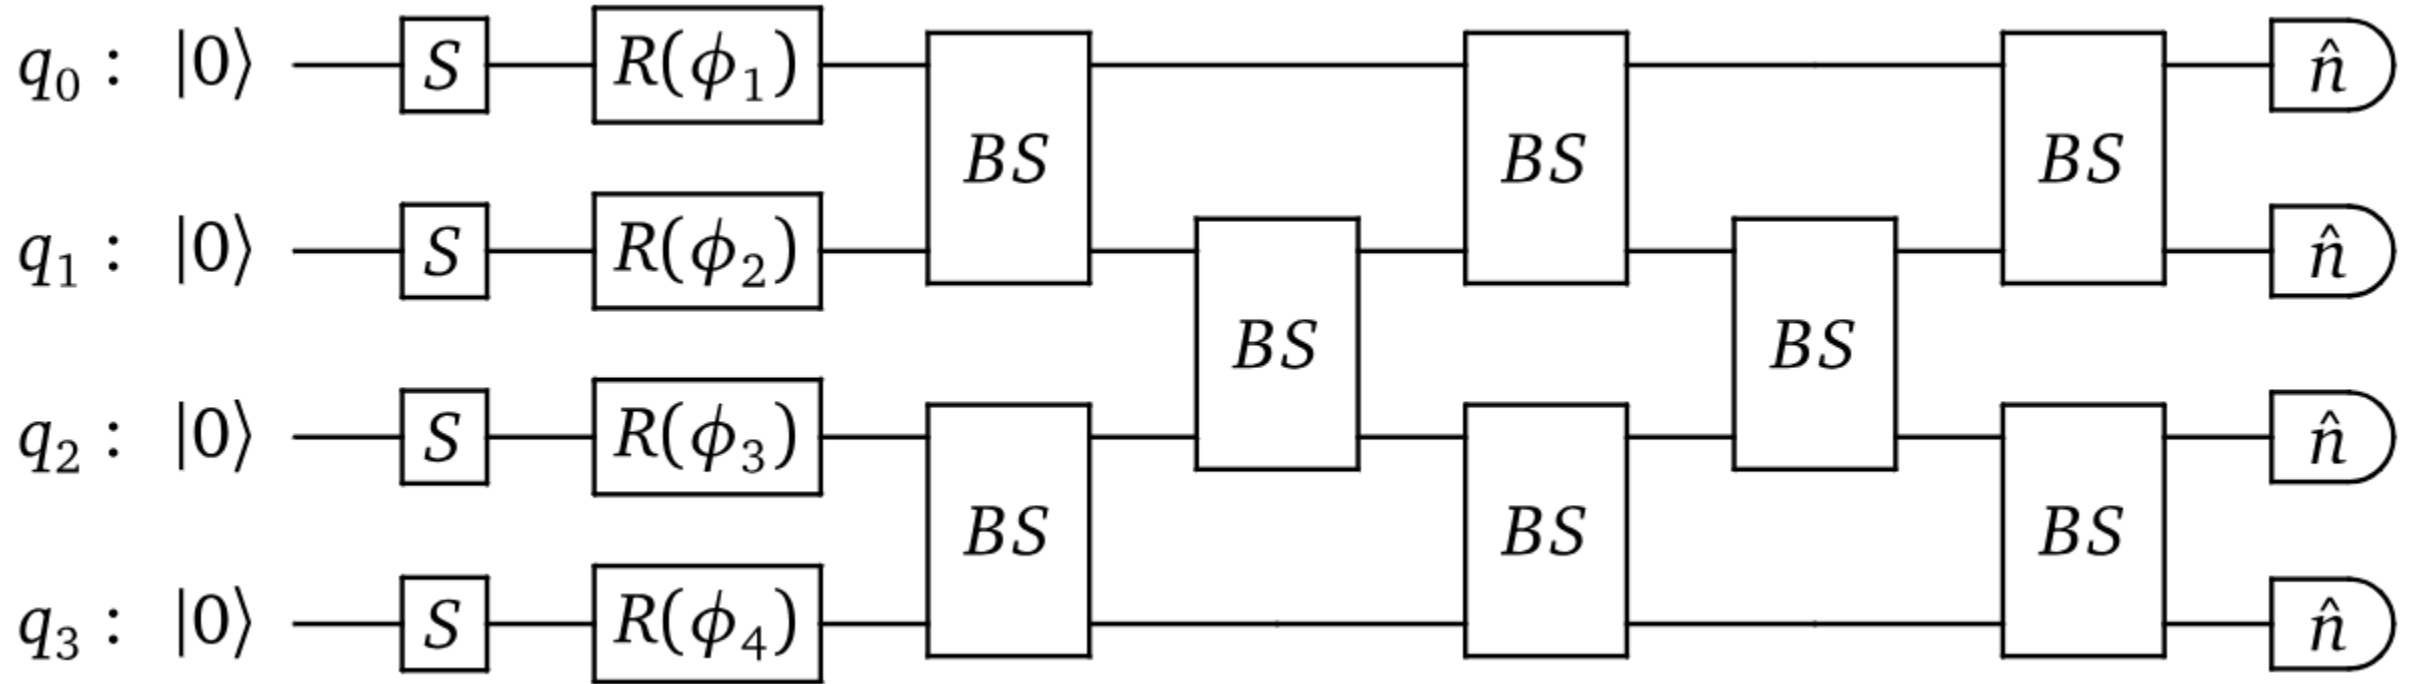 q₀ : |0⟩ S R(ϕ₁) BS BS BS n̂
q₁ : |0⟩ S R(ϕ₂) n̂
BS BS
q₂ : |0⟩ S R(ϕ₃) n̂
BS BS BS
q₃ : |0⟩ S R(ϕ₄) n̂